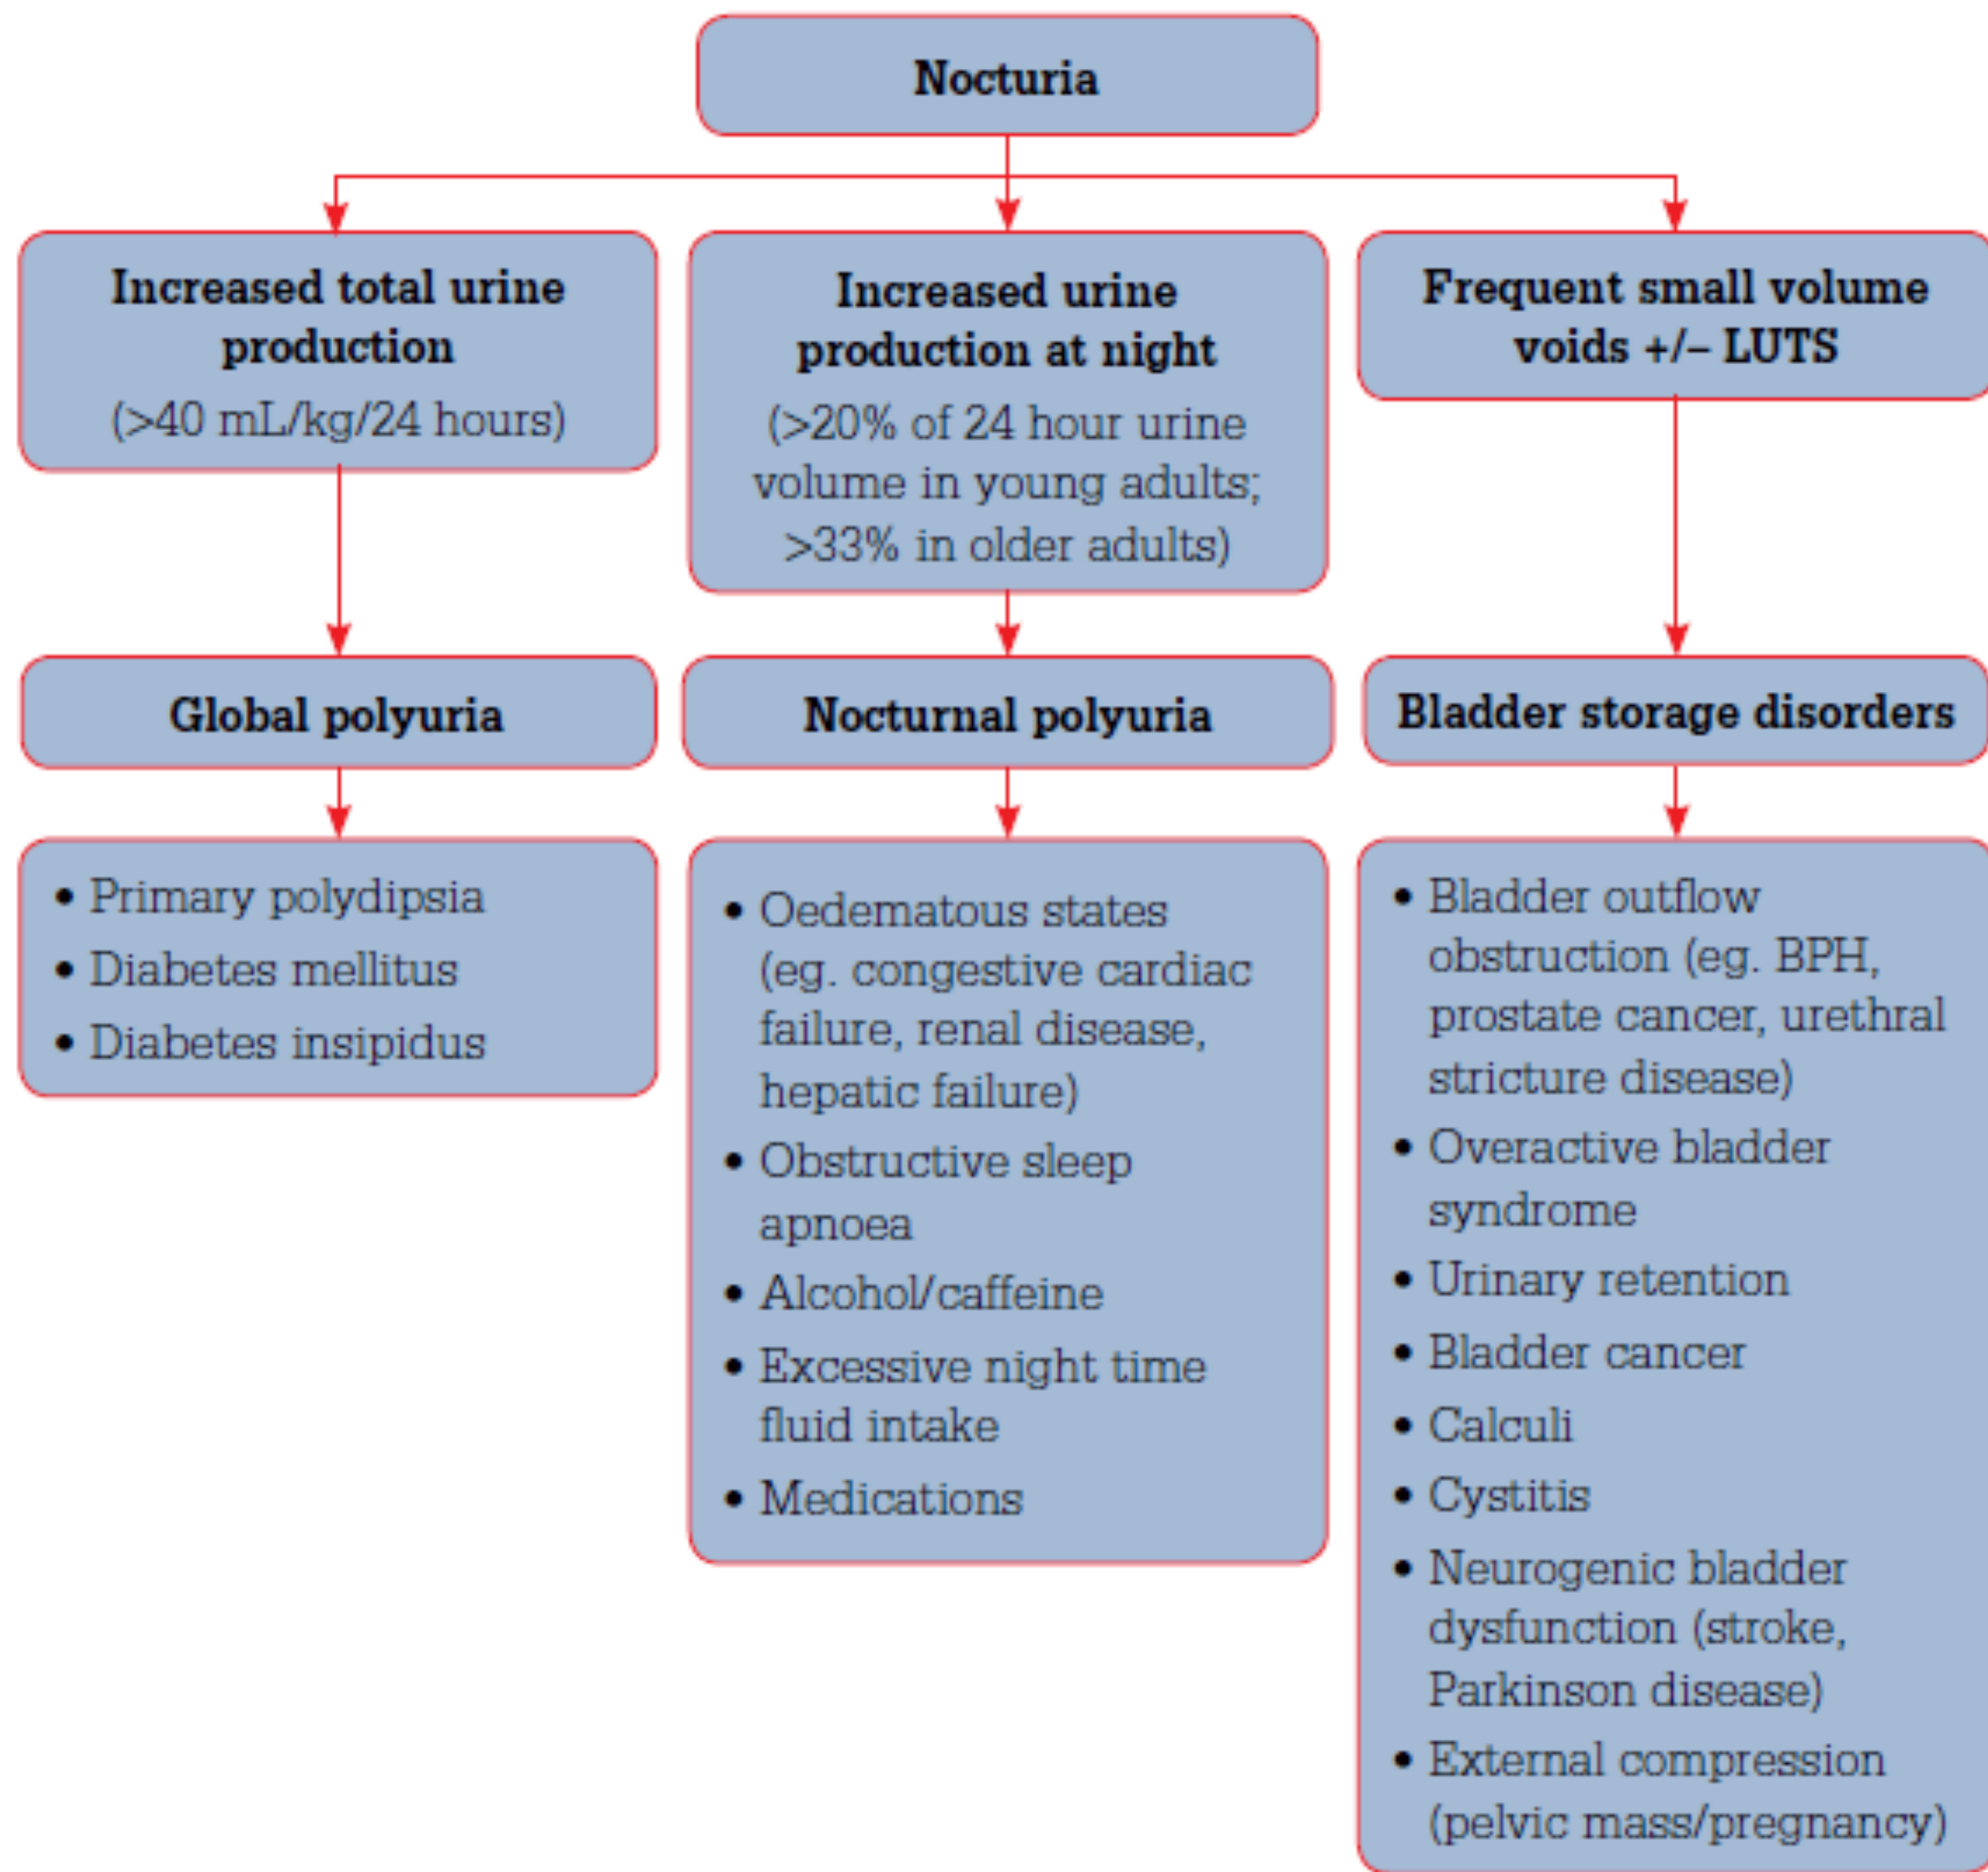 Nocturia
Increased total urine
production
(>40 mL/kg/24 hours)
Increased urine
production at night
(>20% of 24 hour urine
volume in young adults;
>33% in older adults)
Frequent small volume
voids +/– LUTS
Global polyuria
Nocturnal polyuria
Bladder storage disorders
• Primary polydipsia
• Diabetes mellitus
• Diabetes insipidus
• Oedematous states
(eg. congestive cardiac
failure, renal disease,
hepatic failure)
• Obstructive sleep
apnoea
• Alcohol/caffeine
• Excessive night time
fluid intake
• Medications
• Bladder outflow
obstruction (eg. BPH,
prostate cancer, urethral
stricture disease)
• Overactive bladder
syndrome
• Urinary retention
• Bladder cancer
• Calculi
• Cystitis
• Neurogenic bladder
dysfunction (stroke,
Parkinson disease)
• External compression
(pelvic mass/pregnancy)